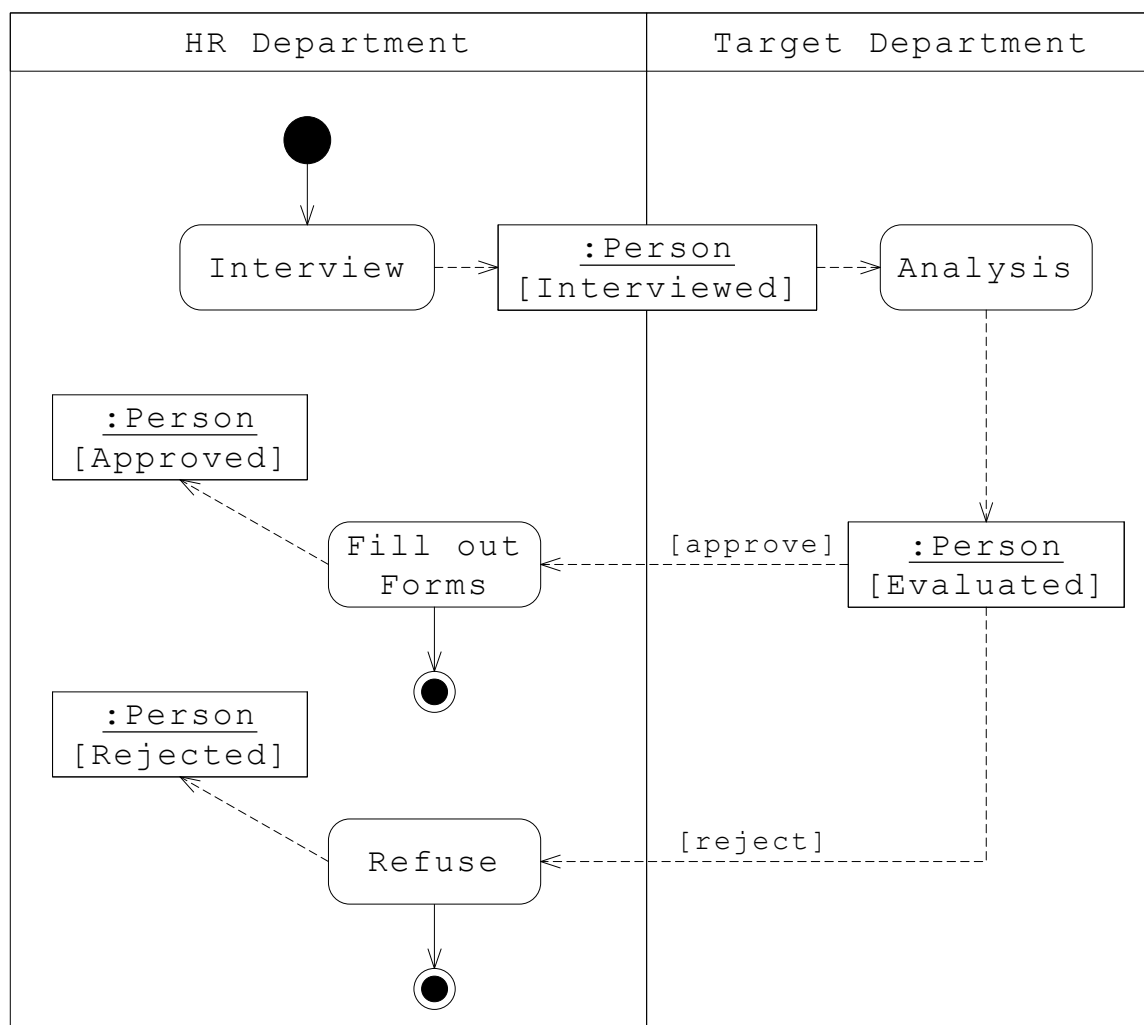 HR Department
Target Department
Interview
:Person
[Interviewed]
Analysis
:Person
[Approved]
Fill out
Forms
[approve]
:Person
[Evaluated]
:Person
[Rejected]
Refuse
[reject]